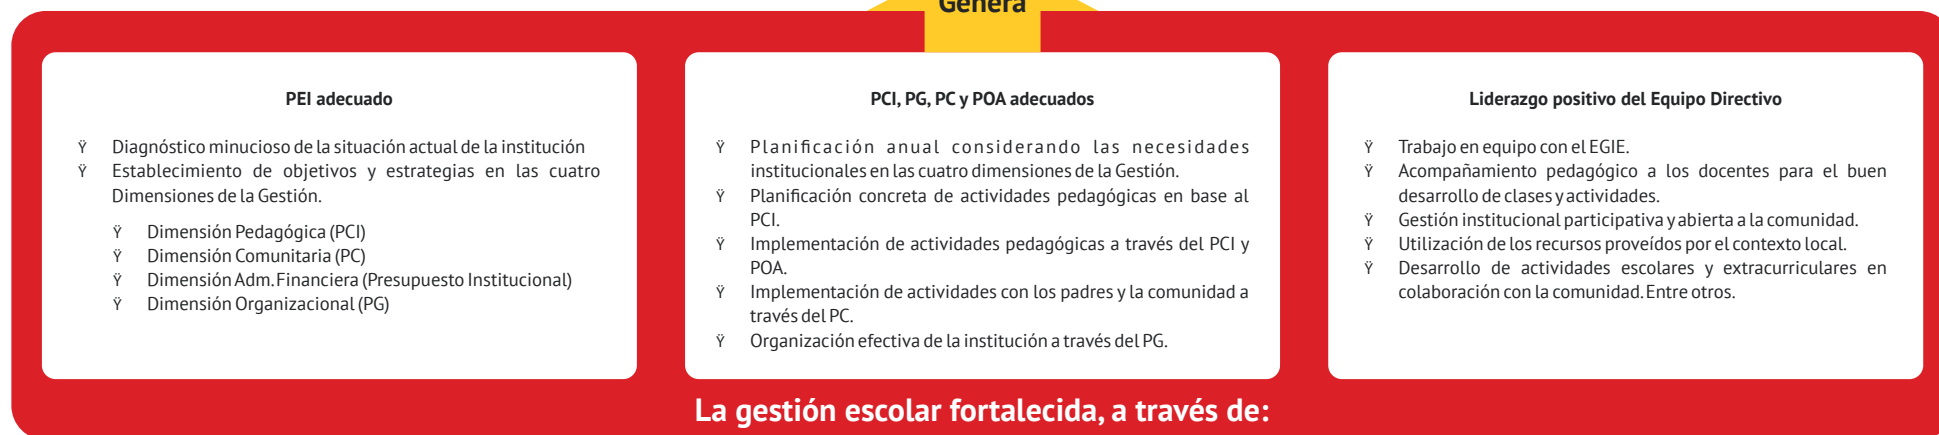 Genera
PEI adecuado
Ÿ Diagnóstico minucioso de la situación actual de la institución
Ÿ Establecimiento de objetivos y estrategias en las cuatro
Dimensiones de la Gestión.
Ÿ Dimensión Pedagógica (PCI)
Ÿ Dimensión Comunitaria (PC)
Ÿ Dimensión Adm. Financiera (Presupuesto Institucional)
Ÿ Dimensión Organizacional (PG)
PCI, PG, PC y POA adecuados
Ÿ Planificación anual considerando las necesidades
institucionales en las cuatro dimensiones de la Gestión.
Ÿ Planificación concreta de actividades pedagógicas en base al
PCI.
Ÿ Implementación de actividades pedagógicas a través del PCI y
POA.
Ÿ Implementación de actividades con los padres y la comunidad a
través del PC.
Ÿ Organización efectiva de la institución a través del PG.
Liderazgo positivo del Equipo Directivo
Ÿ Trabajo en equipo con el EGIE.
Ÿ Acompañamiento pedagógico a los docentes para el buen
desarrollo de clases y actividades.
Ÿ Gestión institucional participativa y abierta a la comunidad.
Ÿ Utilización de los recursos proveídos por el contexto local.
Ÿ Desarrollo de actividades escolares y extracurriculares en
colaboración con la comunidad. Entre otros.
La gestión escolar fortalecida, a través de: